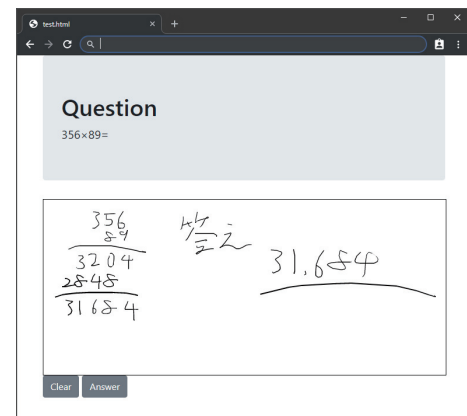 test.html
Question
356×89=
356
89
3204
2848
31684
答え
31.684
Clear
Answer